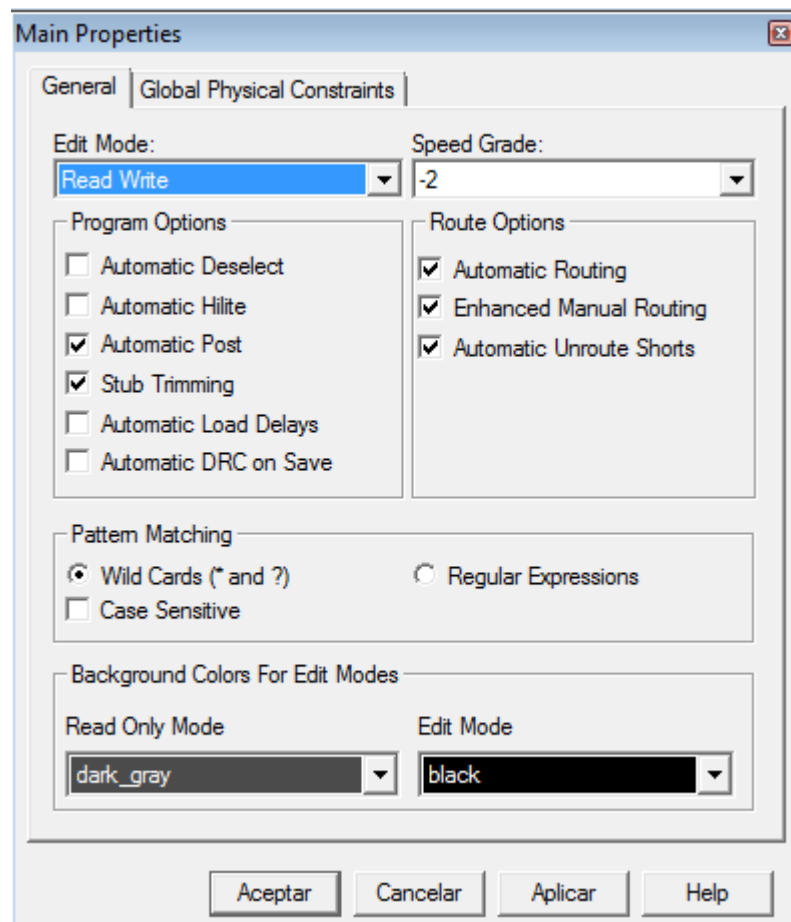 Main Properties
General Global Physical Constraints
Edit Mode: Speed Grade:
Read Write -2
Program Options Route Options
Automatic Deselect Automatic Routing
Automatic Hilite Enhanced Manual Routing
Automatic Post Automatic Unroute Shorts
Stub Trimming
Automatic Load Delays
Automatic DRC on Save
Pattern Matching
Wild Cards (* and ?) Regular Expressions
Case Sensitive
Background Colors For Edit Modes
Read Only Mode Edit Mode
dark_gray black
Aceptar Cancelar Aplicar Help